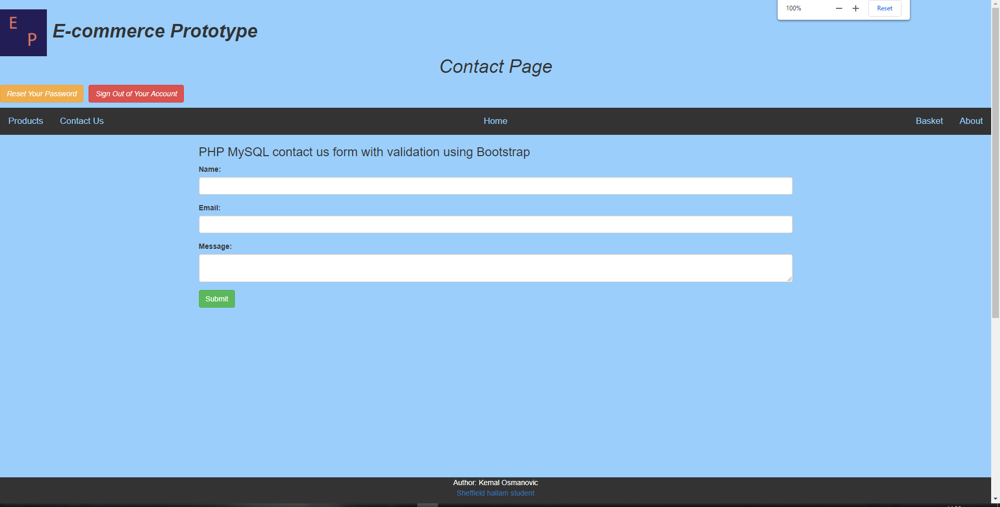 100%
Reset
E
P
E-commerce Prototype
Contact Page
Reset Your Password Sign Out of Your Account
Products Contact Us Home Basket About
PHP MySQL contact us form with validation using Bootstrap
Name:
Email:
Message:
Submit
Author: Kemal Osmanovic
Sheffield hallam student